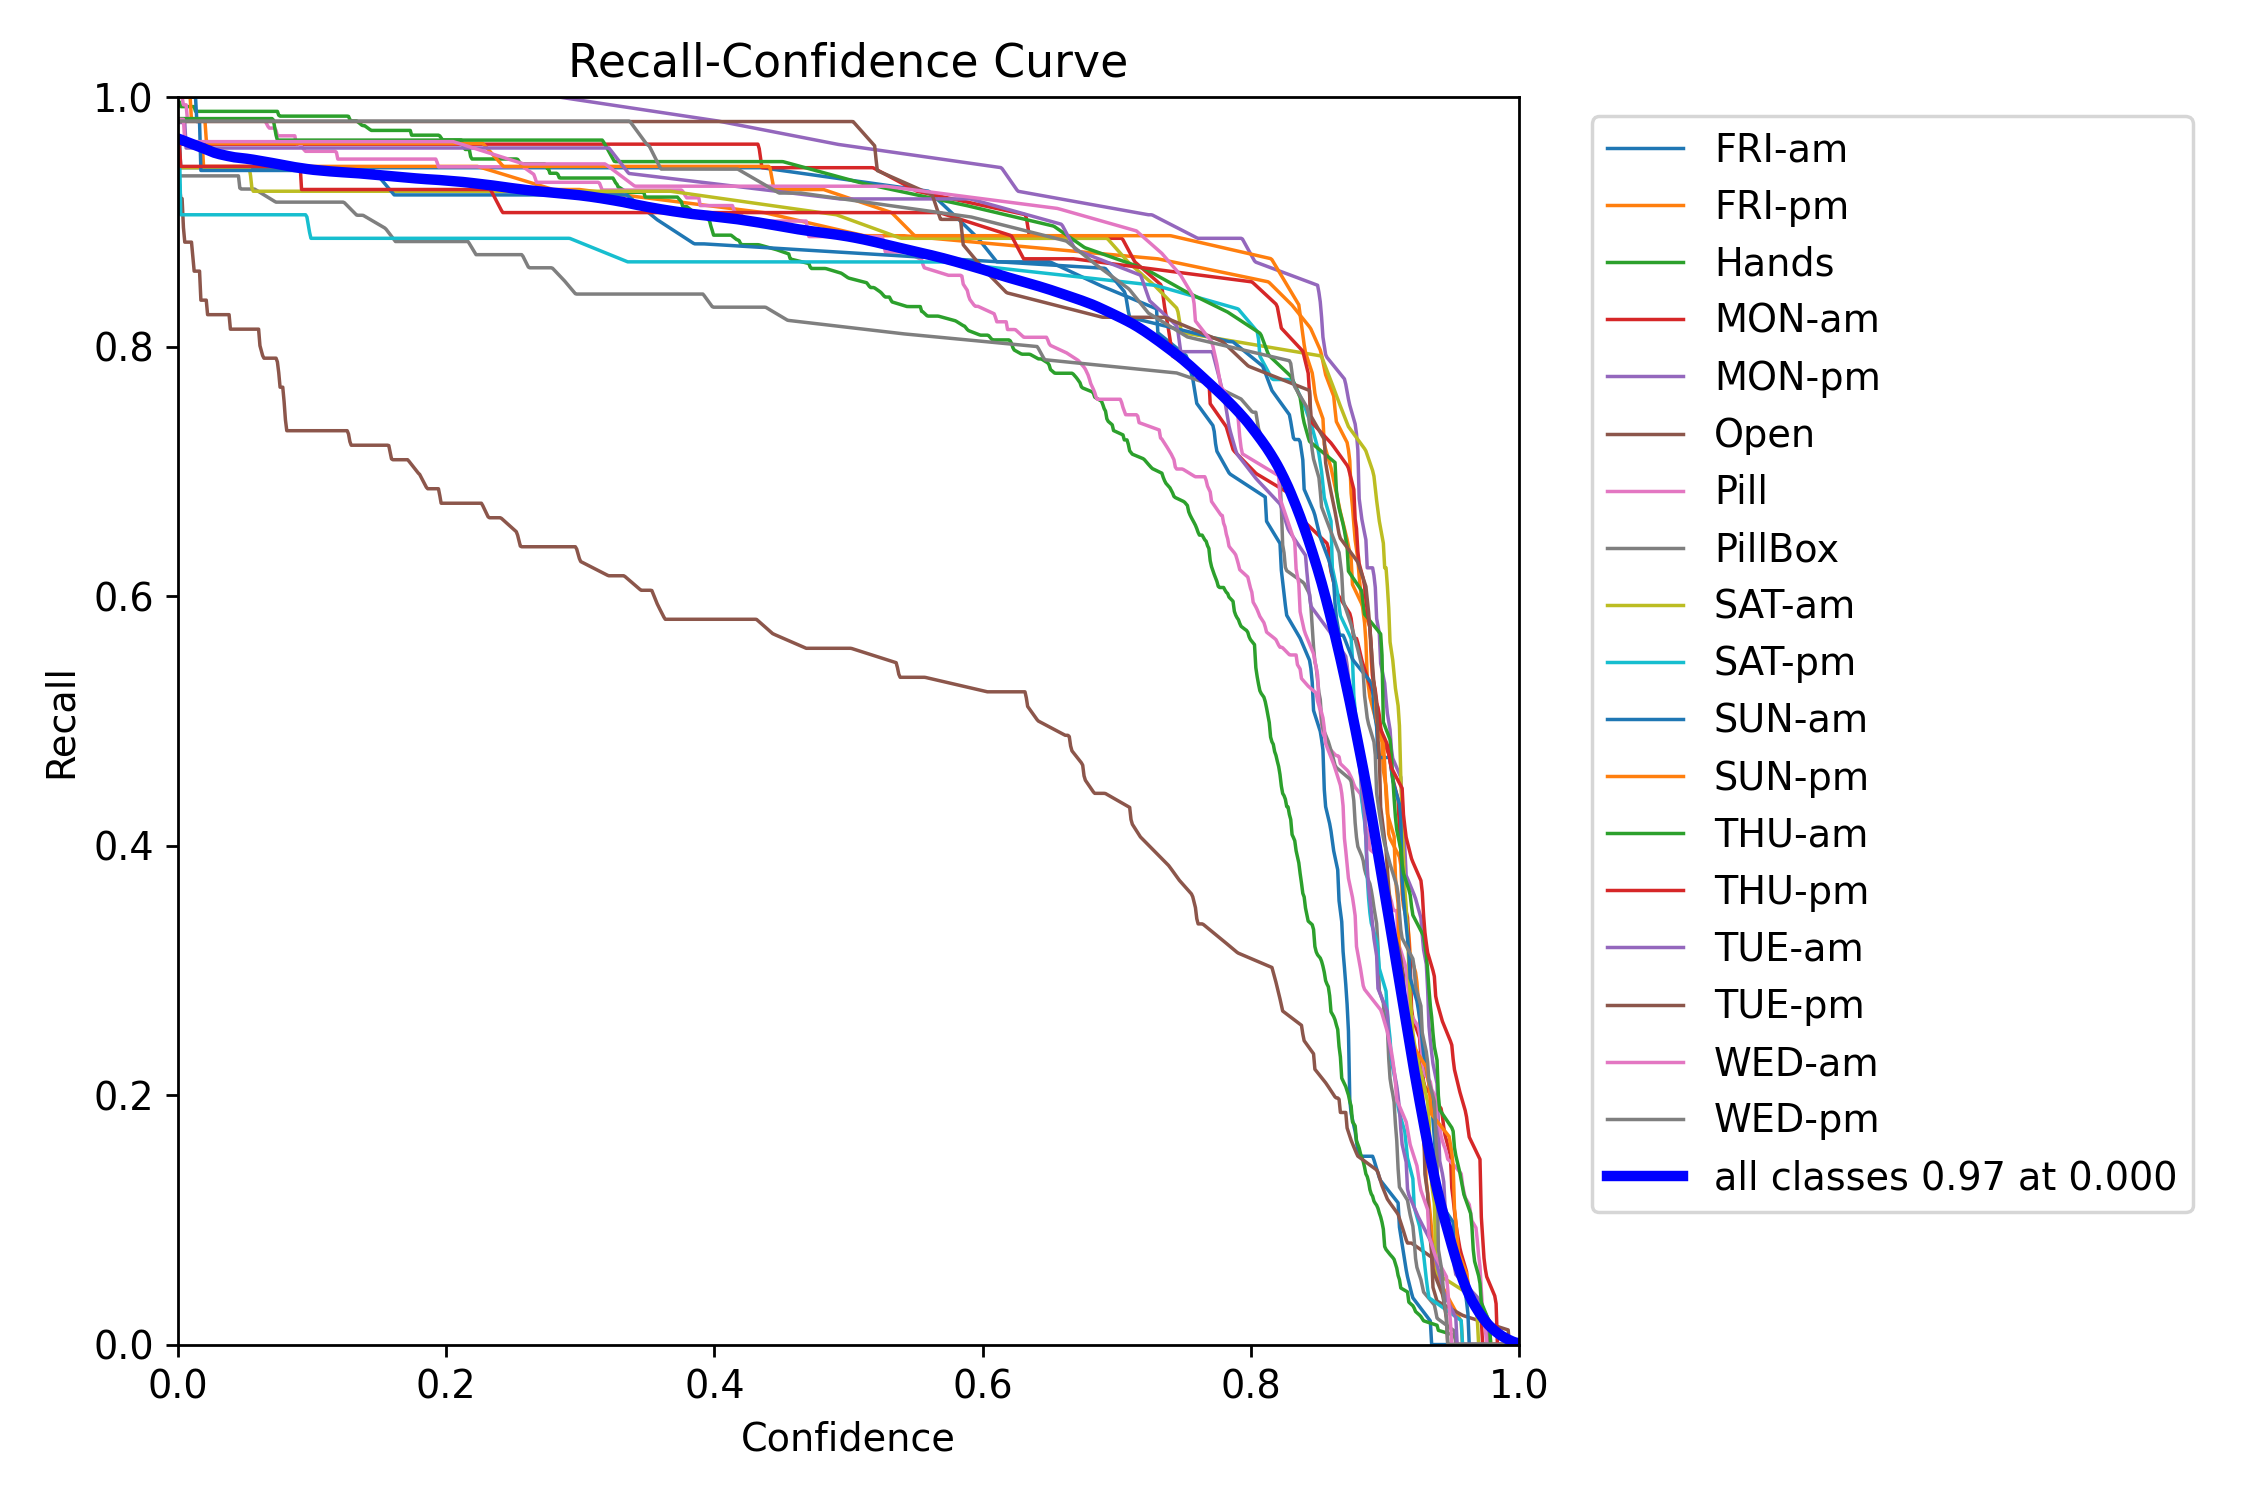 Recall-Confidence Curve
1.0
0.8
0.6
0.4
0.2
0.0
Recall
0.0 0.2 0.4 0.6 0.8 1.0
Confidence
FRI-am
FRI-pm
Hands
MON-am
MON-pm
Open
Pill
PillBox
SAT-am
SAT-pm
SUN-am
SUN-pm
THU-am
THU-pm
TUE-am
TUE-pm
WED-am
WED-pm
all classes 0.97 at 0.000